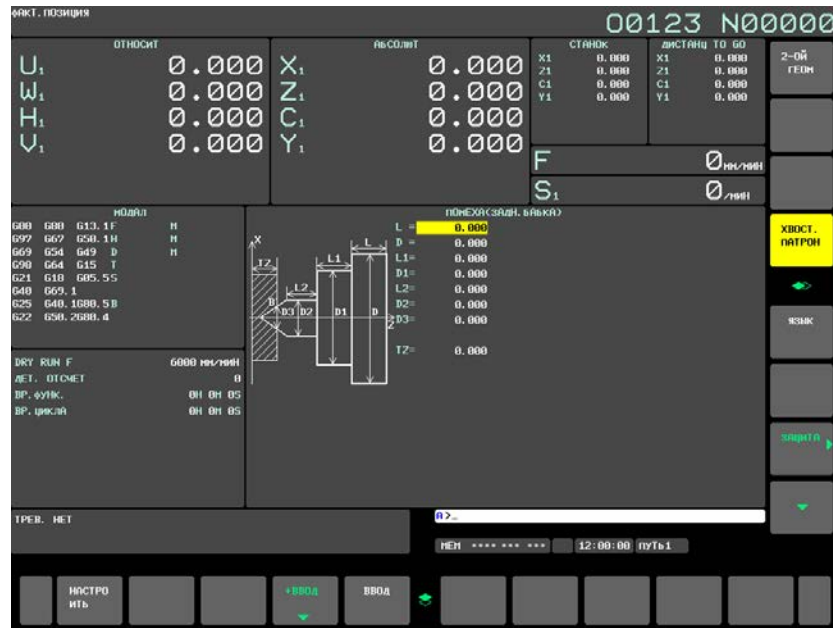 ФАКТ. ПОЗИЦИЯ
O0123 N00000
ОТНОСИТ
U1 0.000
W1 0.000
H1 0.000
V1 0.000
АБСОЛЮТ
X1 0.000
Z1 0.000
C1 0.000
Y1 0.000
СТАНОК
X1 0.000
Z1 0.000
C1 0.000
Y1 0.000
ДИСТАНЦ TO GO
X1 0.000
Z1 0.000
C1 0.000
Y1 0.000
F 0 ММ/МИН
S1 0 /МИН
МОДАЛ
G00 G80 G13.1 F M
G97 G67 G50.1 H M
G69 G54 G49 D M
G90 G64 G15 T
G21 G18 G05.5 S
G40 G69.1
G25 G40.1 G80.5 B
G22 G50.2 G80.4
DRY RUN F 6000 ММ/МИН
ДЕТ. ОТСЧЕТ 0
ВР.ФУНК. 0H 0M 0S
ВР.ЦИКЛА 0H 0M 0S
ПОМЕХА(ЗАДН.БАБКА)
X
TZ
L1
L
L2
B
D3
D2
D1
D
Z
L = 0.000
D = 0.000
L1= 0.000
D1= 0.000
L2= 0.000
D2= 0.000
D3= 0.000
TZ= 0.000
2-ОЙ
ГЕОМ
ХВОСТ.
ПАТРОН
ЯЗЫК
ЗАЩИТА
ТРЕВ. НЕТ
A>_
МЕМ **** *** ***
12:00:00
ПУТЬ1
НАСТРО
ИТЬ
+ВВОД
ВВОД